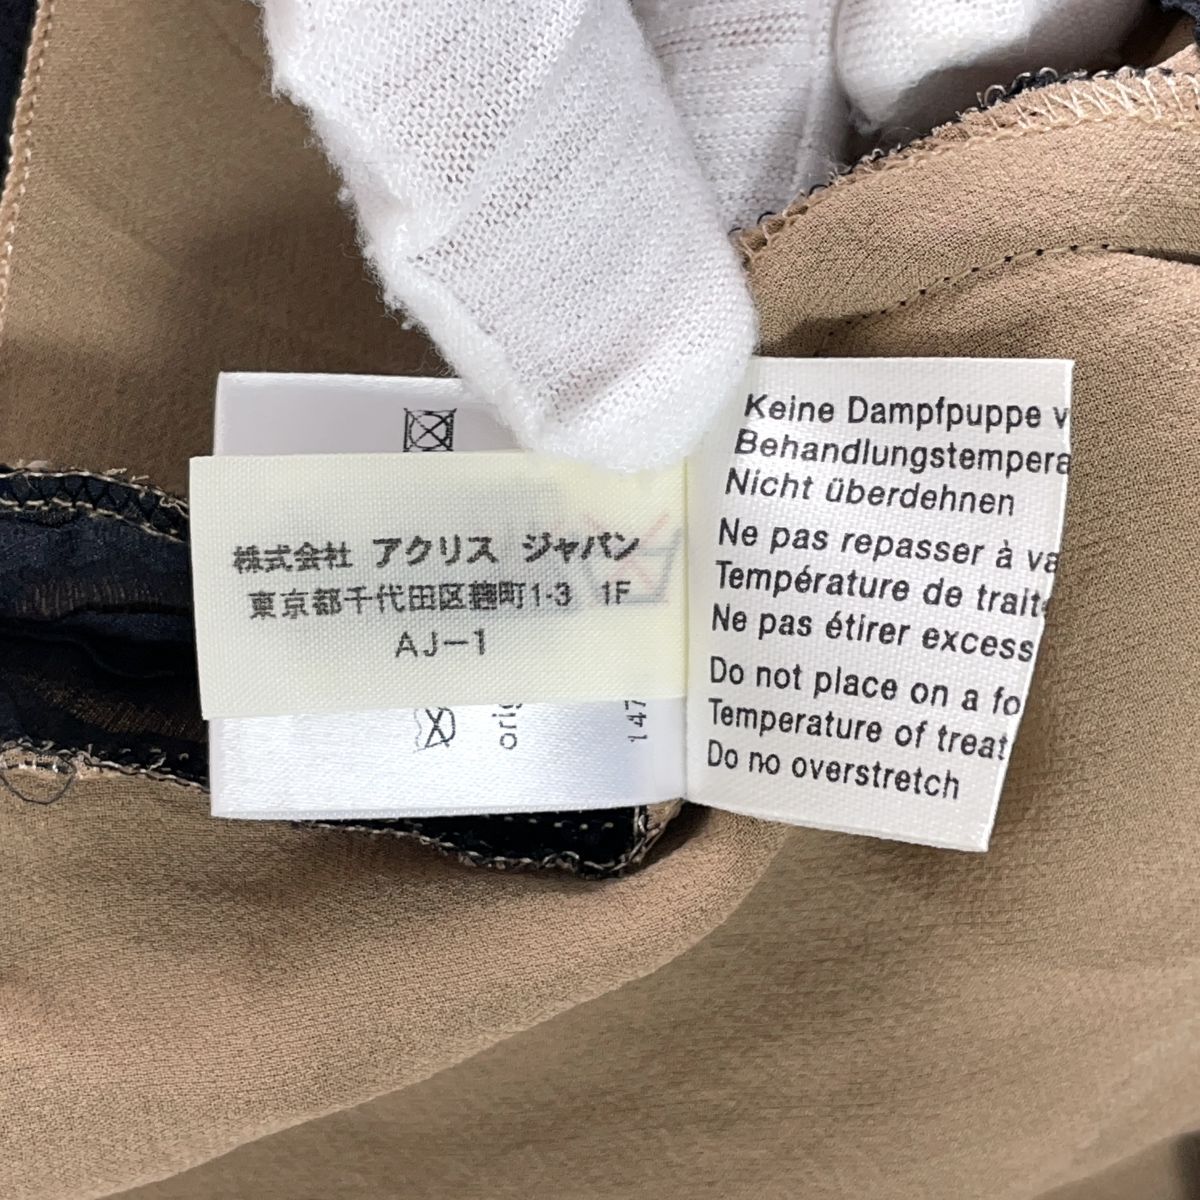 株式会社 アクリス ジャパン
東京都千代田区麹町1-3 1F
AJ-1
orig
147
Keine Dampfpuppe v
Behandlungstempera
Nicht überdehnen
Ne pas repasser à va
Température de trait
Ne pas étirer excess
Do not place on a fo
Temperature of treat
Do no overstretch